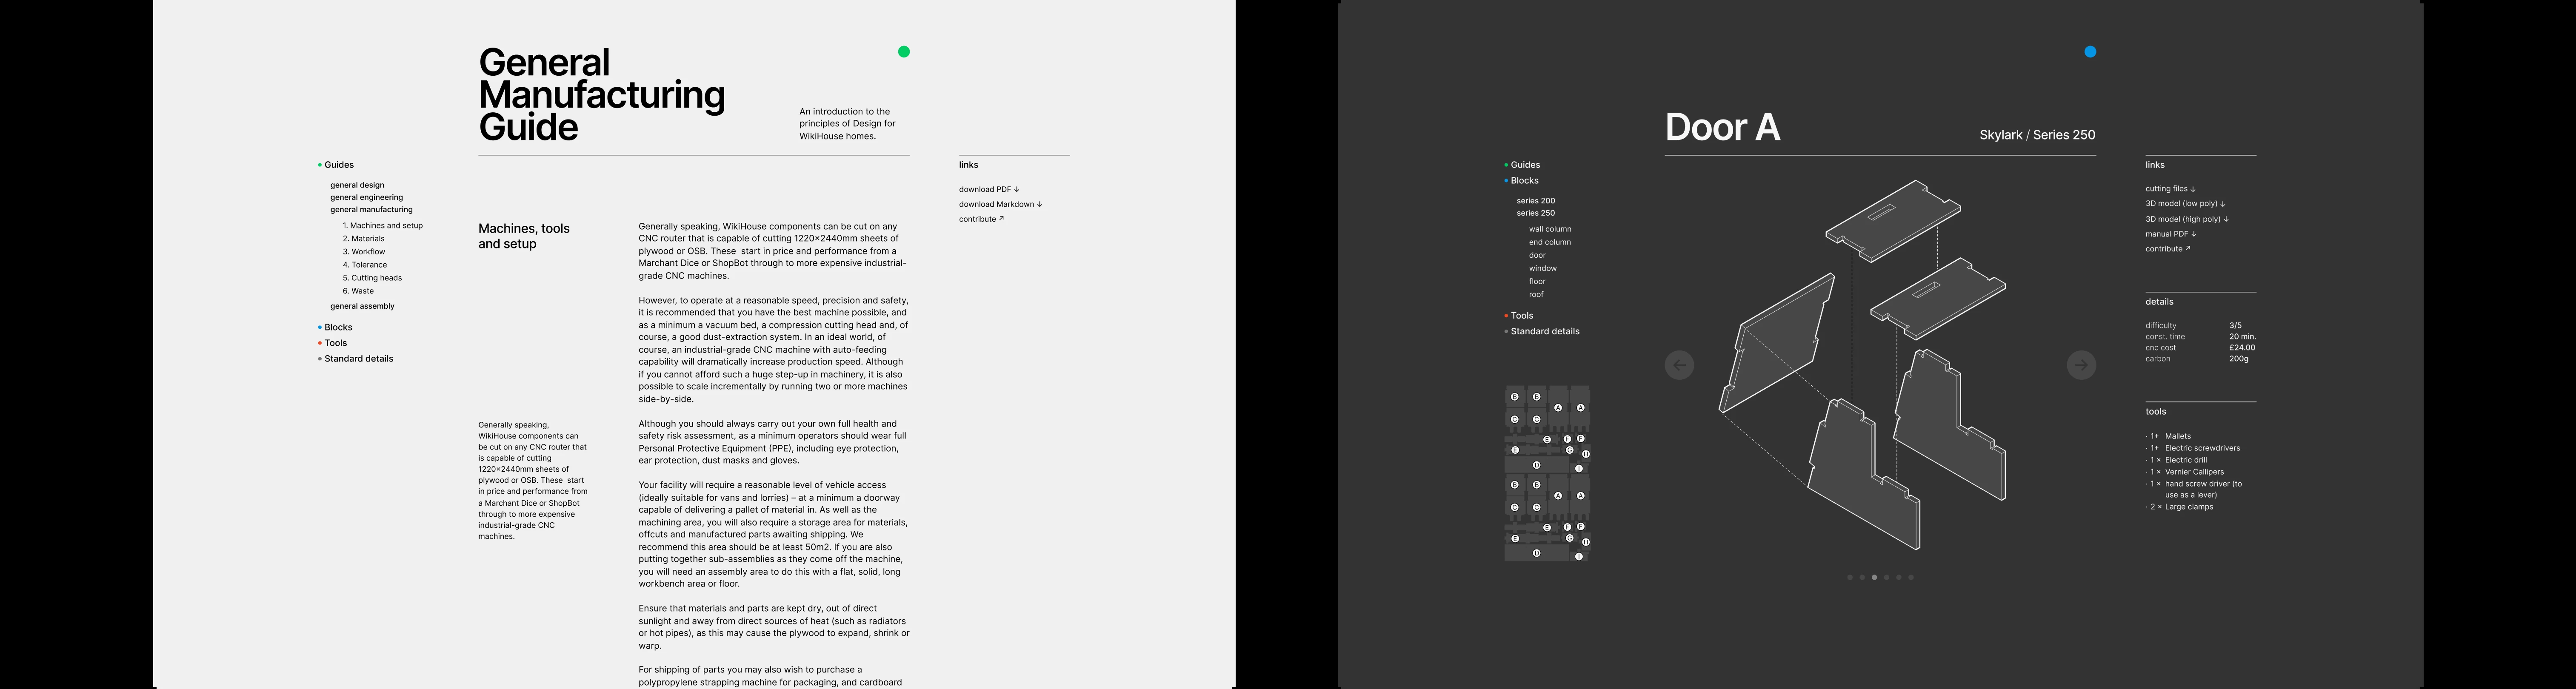 General
Manufacturing
Guide
An introduction to the
principles of Design for
WikiHouse homes.
Guides
general design
general engineering
general manufacturing
1. Machines and setup
2. Materials
3. Workflow
4. Tolerance
5. Cutting heads
6. Waste
general assembly
Blocks
Tools
Standard details
Machines, tools
and setup
Generally speaking,
WikiHouse components can
be cut on any CNC router that
is capable of cutting
1220×2440mm sheets of
plywood or OSB. These  start
in price and performance from
a Marchant Dice or ShopBot
through to more expensive
industrial-grade CNC
machines.
Generally speaking, WikiHouse components can be cut on any
CNC router that is capable of cutting 1220×2440mm sheets of
plywood or OSB. These  start in price and performance from a
Marchant Dice or ShopBot through to more expensive industrial-
grade CNC machines.
However, to operate at a reasonable speed, precision and safety,
it is recommended that you have the best machine possible, and
as a minimum a vacuum bed, a compression cutting head and, of
course, a good dust-extraction system. In an ideal world, of
course, an industrial-grade CNC machine with auto-feeding
capability will dramatically increase production speed. Although
if you cannot afford such a huge step-up in machinery, it is also
possible to scale incrementally by running two or more machines
side-by-side.
Although you should always carry out your own full health and
safety risk assessment, as a minimum operators should wear full
Personal Protective Equipment (PPE), including eye protection,
ear protection, dust masks and gloves.
Your facility will require a reasonable level of vehicle access
(ideally suitable for vans and lorries) – at a minimum a doorway
capable of delivering a pallet of material in. As well as the
machining area, you will also require a storage area for materials,
offcuts and manufactured parts awaiting shipping. We
recommend this area should be at least 50m2. If you are also
putting together sub-assemblies as they come off the machine,
you will need an assembly area to do this with a flat, solid, long
workbench area or floor.
Ensure that materials and parts are kept dry, out of direct
sunlight and away from direct sources of heat (such as radiators
or hot pipes), as this may cause the plywood to expand, shrink or
warp.
For shipping of parts you may also wish to purchase a
polypropylene strapping machine for packaging, and cardboard
links
download PDF ↓
download Markdown ↓
contribute ↗
Door A
Skylark / Series 250
Guides
Blocks
series 200
series 250
wall column
end column
door
window
floor
roof
Tools
Standard details
B B A A
C C
E F F
E G H
D I
B B A A
C C
E F F
E G H
D I
←
→
links
cutting files ↓
3D model (low poly) ↓
3D model (high poly) ↓
manual PDF ↓
contribute ↗
details
difficulty 3/5
const. time 20 min.
cnc cost £24.00
carbon 200g
tools
· 1+ Mallets
· 1+ Electric screwdrivers
· 1 × Electric drill
· 1 × Vernier Callipers
· 1 × hand screw driver (to
use as a lever)
· 2 × Large clamps